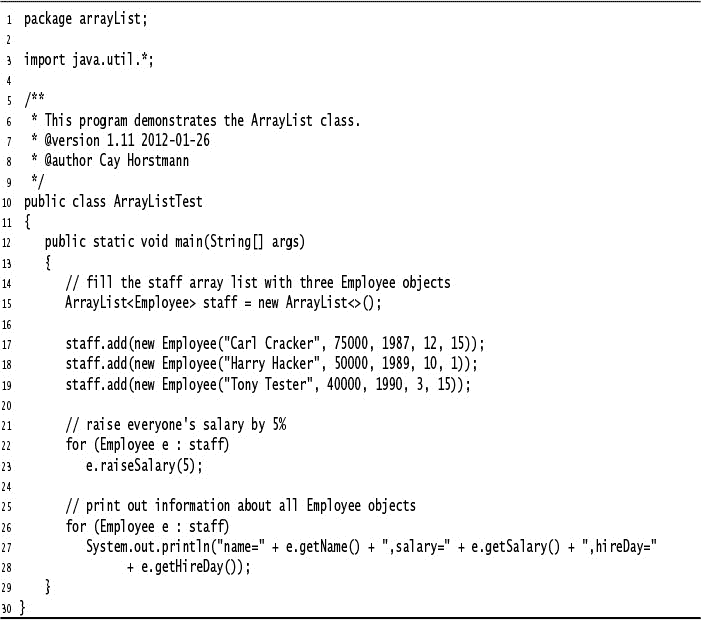 1 package arrayList;
2
3 import java.util.*;
4
5 /**
6  * This program demonstrates the ArrayList class.
7  * @version 1.11 2012-01-26
8  * @author Cay Horstmann
9  */
10 public class ArrayListTest
11 {
12    public static void main(String[] args)
13    {
14       // fill the staff array list with three Employee objects
15       ArrayList<Employee> staff = new ArrayList<>();
16
17       staff.add(new Employee("Carl Cracker", 75000, 1987, 12, 15));
18       staff.add(new Employee("Harry Hacker", 50000, 1989, 10, 1));
19       staff.add(new Employee("Tony Tester", 40000, 1990, 3, 15));
20
21       // raise everyone's salary by 5%
22       for (Employee e : staff)
23          e.raiseSalary(5);
24
25       // print out information about all Employee objects
26       for (Employee e : staff)
27          System.out.println("name=" + e.getName() + ",salary=" + e.getSalary() + ",hireDay="
28                + e.getHireDay());
29    }
30 }